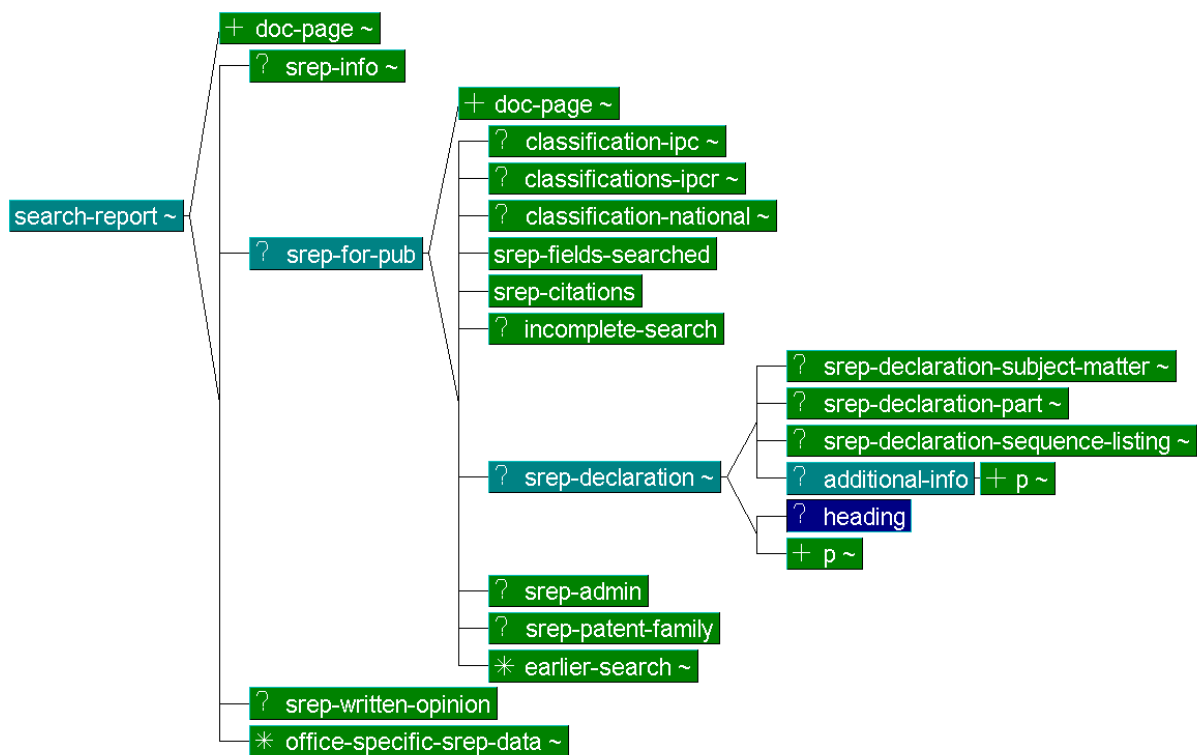 + doc-page ~
? srep-info ~
+ doc-page ~
? classification-ipc ~
? classifications-ipcr ~
? classification-national ~
search-report ~
? srep-for-pub
srep-fields-searched
srep-citations
? incomplete-search
? srep-declaration-subject-matter ~
? srep-declaration-part ~
? srep-declaration-sequence-listing ~
? srep-declaration ~
? additional-info
+ p ~
? heading
+ p ~
? srep-admin
? srep-patent-family
* earlier-search ~
? srep-written-opinion
* office-specific-srep-data ~